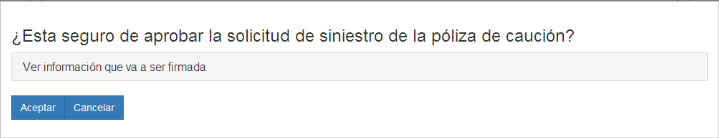 ¿Esta seguro de aprobar la solicitud de siniestro de la póliza de caución?
Ver información que va a ser firmada
Aceptar Cancelar